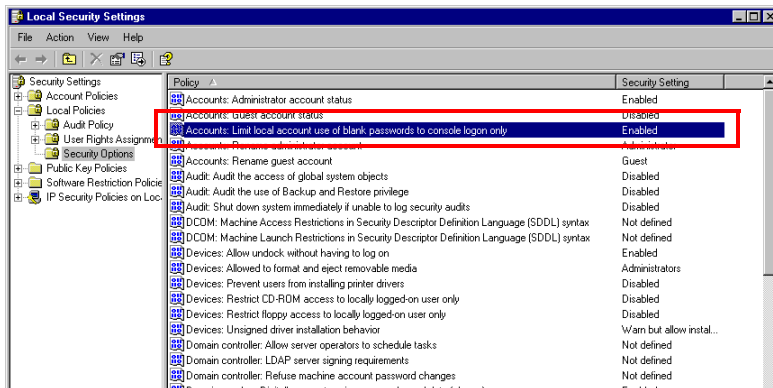 Local Security Settings
File Action View Help
Security Settings
Account Policies
Local Policies
Audit Policy
User Rights Assignmen
Security Options
Public Key Policies
Software Restriction Policie
IP Security Policies on Loc
Policy Security Setting
Accounts: Administrator account status Enabled
Accounts: Guest account status Disabled
Accounts: Limit local account use of blank passwords to console logon only Enabled
Accounts: Rename administrator account Administrator
Accounts: Rename guest account Guest
Audit: Audit the access of global system objects Disabled
Audit: Audit the use of Backup and Restore privilege Disabled
Audit: Shut down system immediately if unable to log security audits Disabled
DCOM: Machine Access Restrictions in Security Descriptor Definition Language (SDDL) syntax Not defined
DCOM: Machine Launch Restrictions in Security Descriptor Definition Language (SDDL) syntax Not defined
Devices: Allow undock without having to log on Enabled
Devices: Allowed to format and eject removable media Administrators
Devices: Prevent users from installing printer drivers Disabled
Devices: Restrict CD-ROM access to locally logged-on user only Disabled
Devices: Restrict floppy access to locally logged-on user only Disabled
Devices: Unsigned driver installation behavior Warn but allow instal...
Domain controller: Allow server operators to schedule tasks Not defined
Domain controller: LDAP server signing requirements Not defined
Domain controller: Refuse machine account password changes Not defined